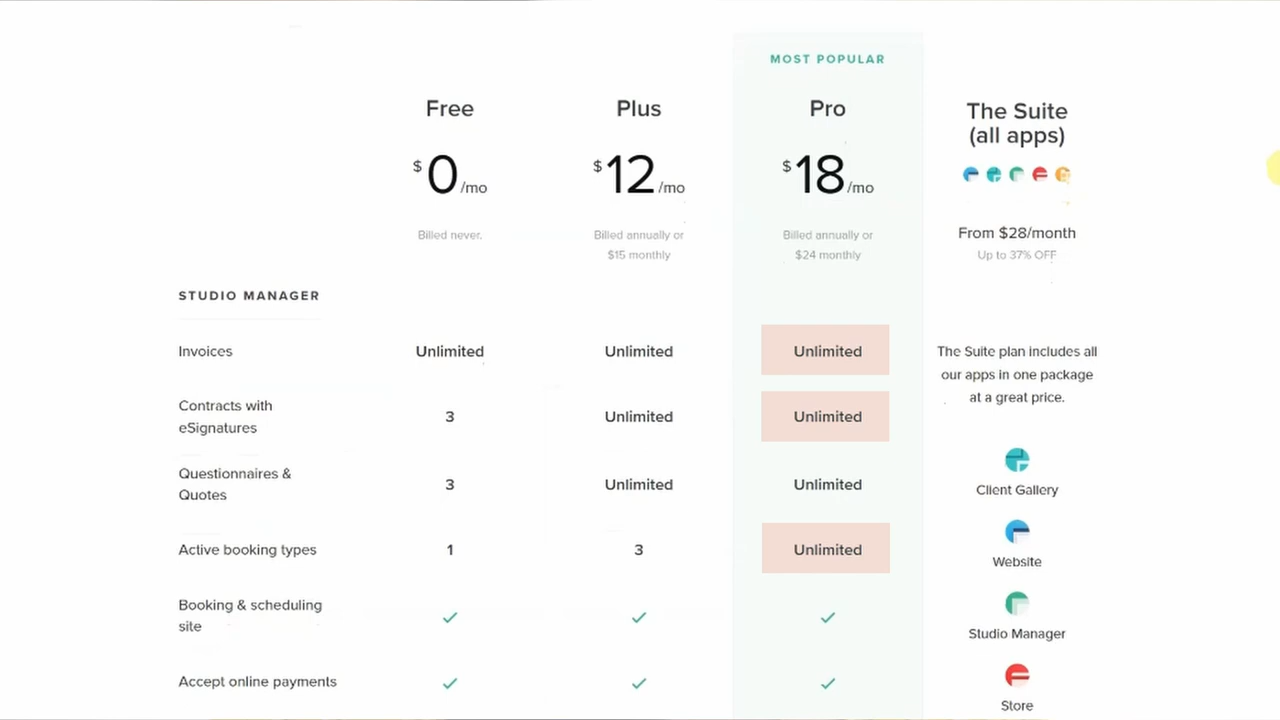 MOST POPULAR
Free
Plus
Pro
The Suite
(all apps)
$0/mo
$12/mo
$18/mo
From $28/month
Up to 37% OFF
Billed never.
Billed annually or
$15 monthly
Billed annually or
$24 monthly
STUDIO MANAGER
Invoices
Unlimited
Unlimited
Unlimited
The Suite plan includes all
our apps in one package
at a great price.
Contracts with
eSignatures
3
Unlimited
Unlimited
Questionnaires &
Quotes
3
Unlimited
Unlimited
Client Gallery
Active booking types
1
3
Unlimited
Website
Booking & scheduling
site
Studio Manager
Accept online payments
Store